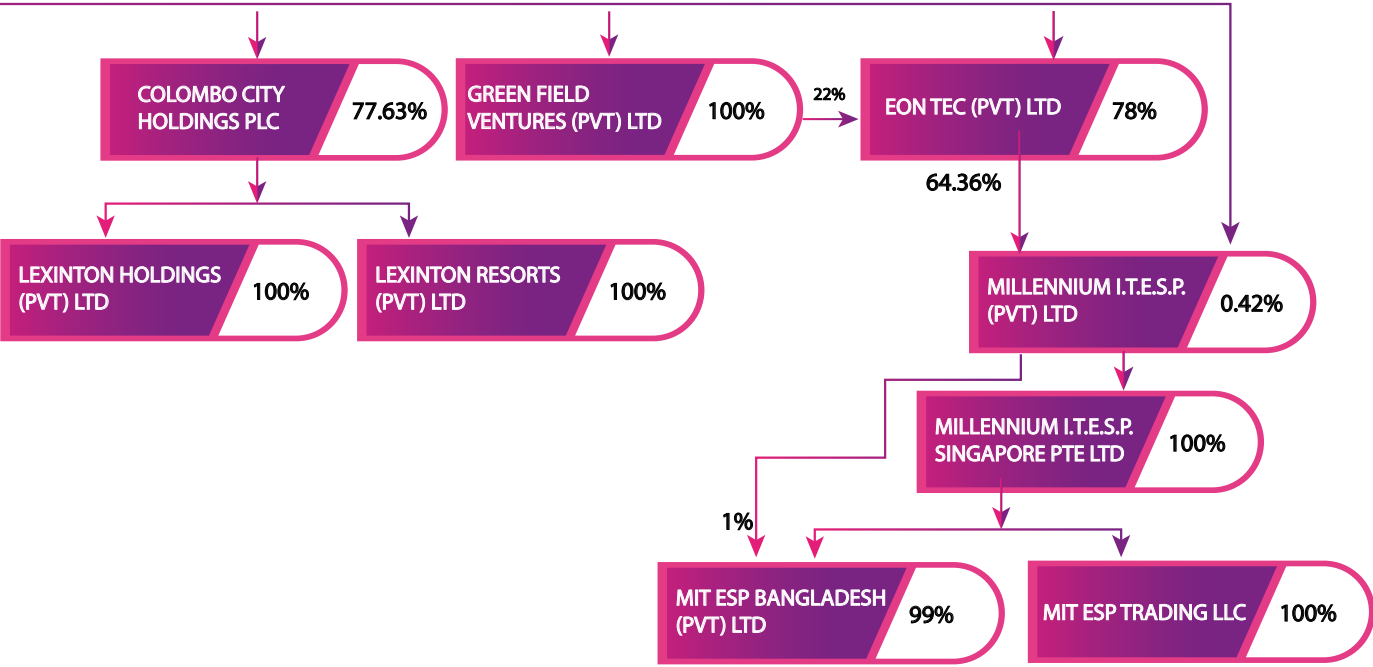 COLOMBO CITY
HOLDINGS PLC
77.63%
GREEN FIELD
VENTURES (PVT) LTD
100%
22%
EON TEC (PVT) LTD
78%
64.36%
LEXINTON HOLDINGS
(PVT) LTD
100%
LEXINTON RESORTS
(PVT) LTD
100%
MILLENNIUM I.T.E.S.P.
(PVT) LTD
0.42%
MILLENNIUM I.T.E.S.P.
SINGAPORE PTE LTD
100%
1%
MIT ESP BANGLADESH
(PVT) LTD
99%
MIT ESP TRADING LLC
100%